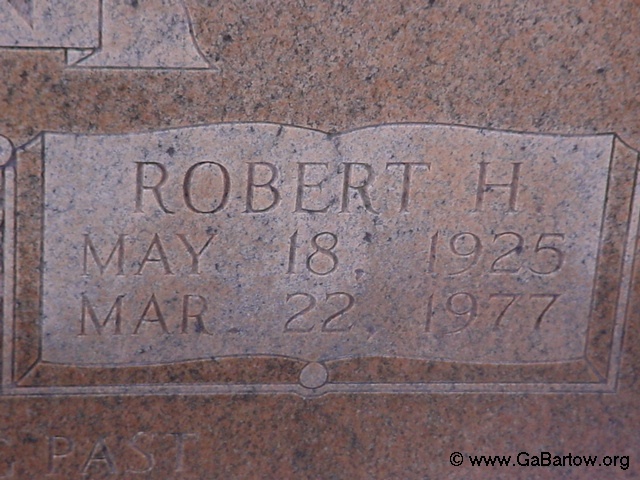 ROBERT H
MAY 18, 1925
MAR 22, 1977
PAST
© www.GaBartow.org